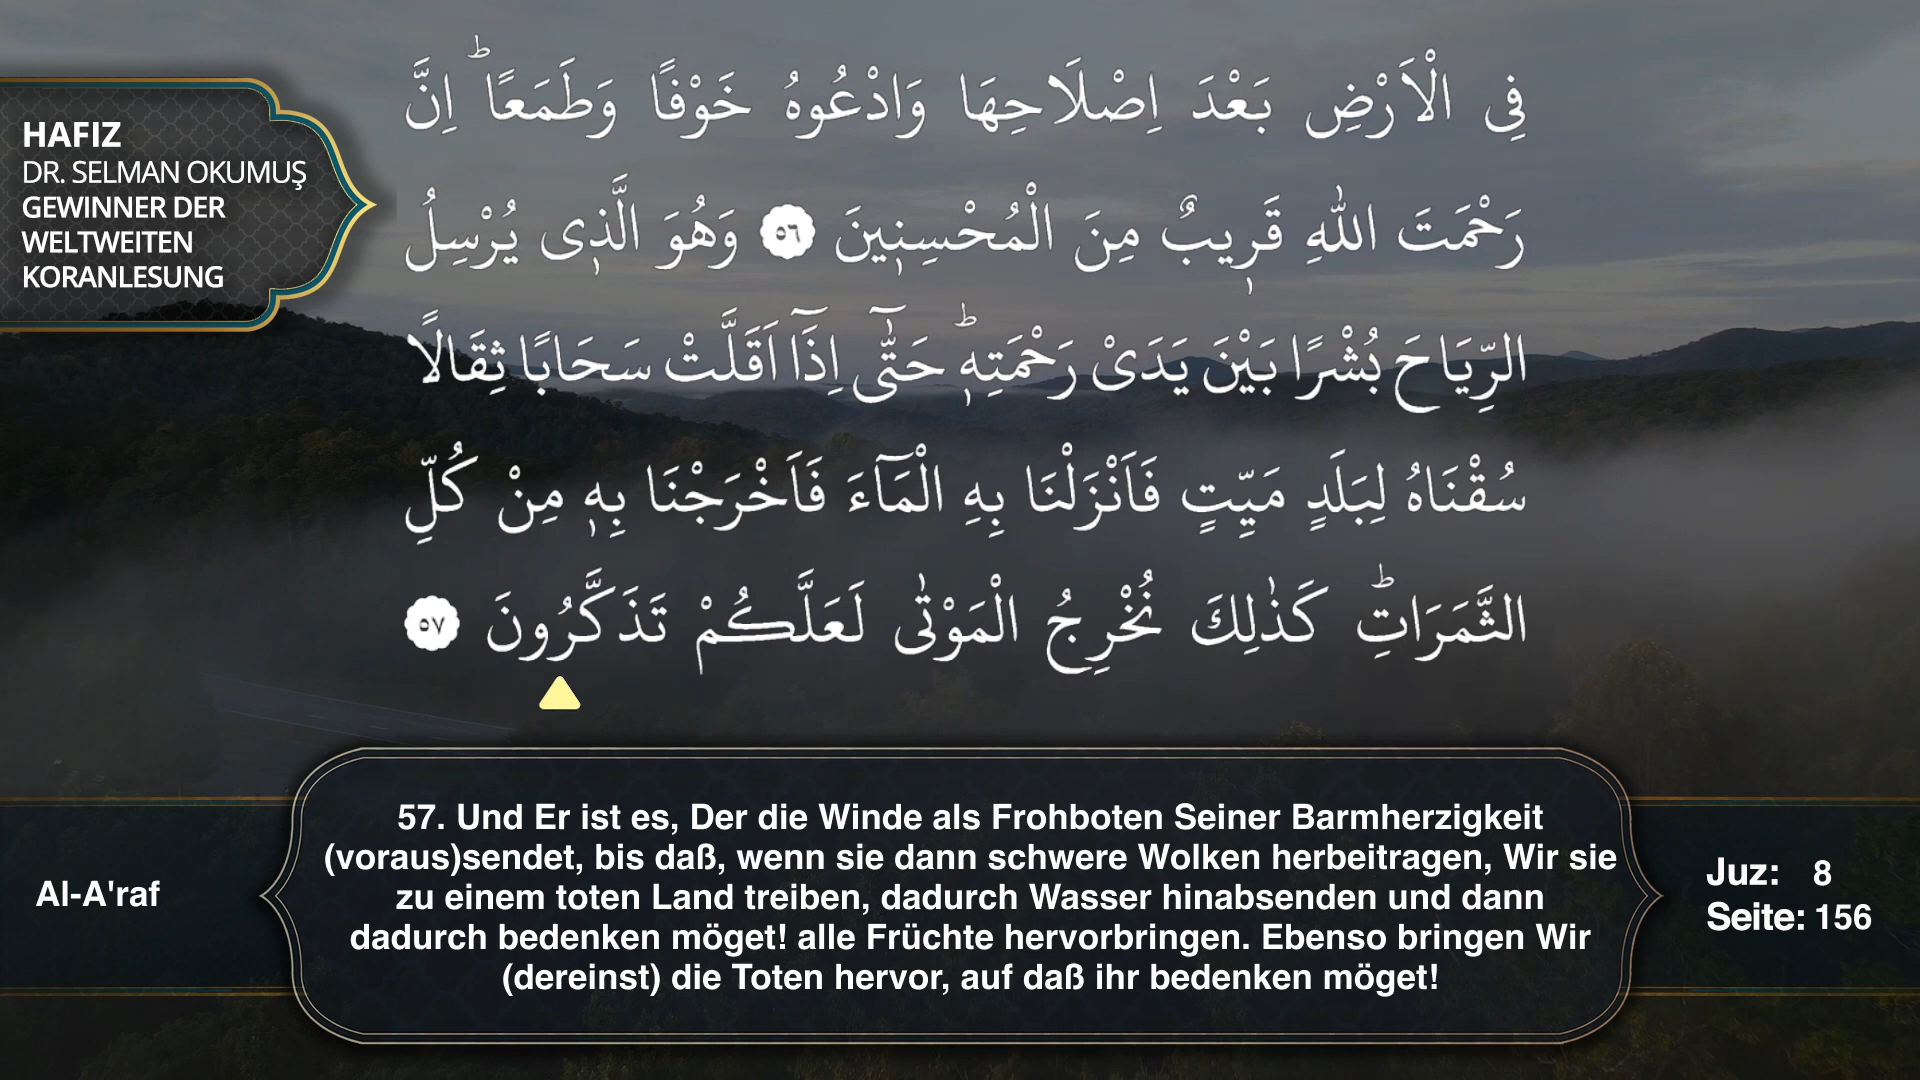 HAFIZ
DR. SELMAN OKUMUŞ
GEWINNER DER
WELTWEITEN
KORANLESUNG
فِي الْاَرْضِ بَعْدَ اِصْلَاحِهَا وَادْعُوهُ خَوْفًا وَطَمَعًاۜ اِنَّ
رَحْمَتَ اللّٰهِ قَرٖيبٌ مِنَ الْمُحْسِنٖينَ ٥٦ وَهُوَ الَّذٖى يُرْسِلُ
الرِّيَاحَ بُشْرًا بَيْنَ يَدَىْ رَحْمَتِهٖۜ حَتّٰٓى اِذَٓا اَقَلَّتْ سَحَابًا ثِقَالًا
سُقْنَاهُ لِبَلَدٍ مَيِّتٍ فَاَنْزَلْنَا بِهِ الْمَٓاءَ فَاَخْرَجْنَا بِهٖ مِنْ كُلِّ
الثَّمَرَاتِۜ كَذٰلِكَ نُخْرِجُ الْمَوْتٰى لَعَلَّكُمْ تَذَكَّرُونَ ٥٧
57. Und Er ist es, Der die Winde als Frohboten Seiner Barmherzigkeit
(voraus)sendet, bis daß, wenn sie dann schwere Wolken herbeitragen, Wir sie
zu einem toten Land treiben, dadurch Wasser hinabsenden und dann
dadurch bedenken möget! alle Früchte hervorbringen. Ebenso bringen Wir
(dereinst) die Toten hervor, auf daß ihr bedenken möget!
Al-A'raf
Juz: 8
Seite: 156